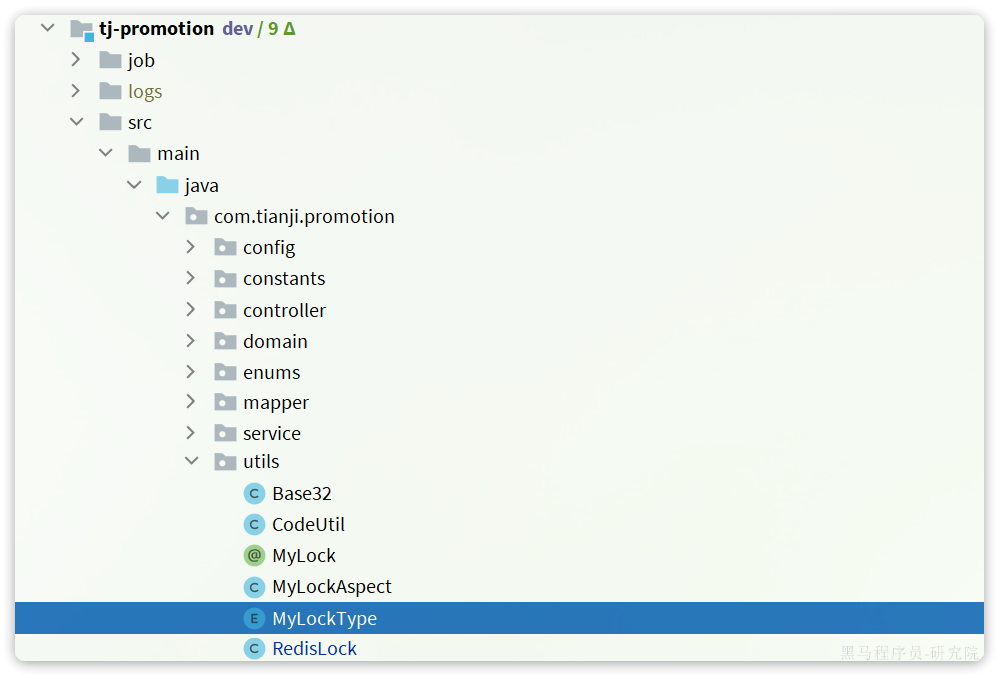 tj-promotion dev / 9 Δ
job
logs
src
main
java
com.tianji.promotion
config
constants
controller
domain
enums
mapper
service
utils
C Base32
C CodeUtil
@ MyLock
C MyLockAspect
E MyLockType
C RedisLock
黑马程序员-研究院